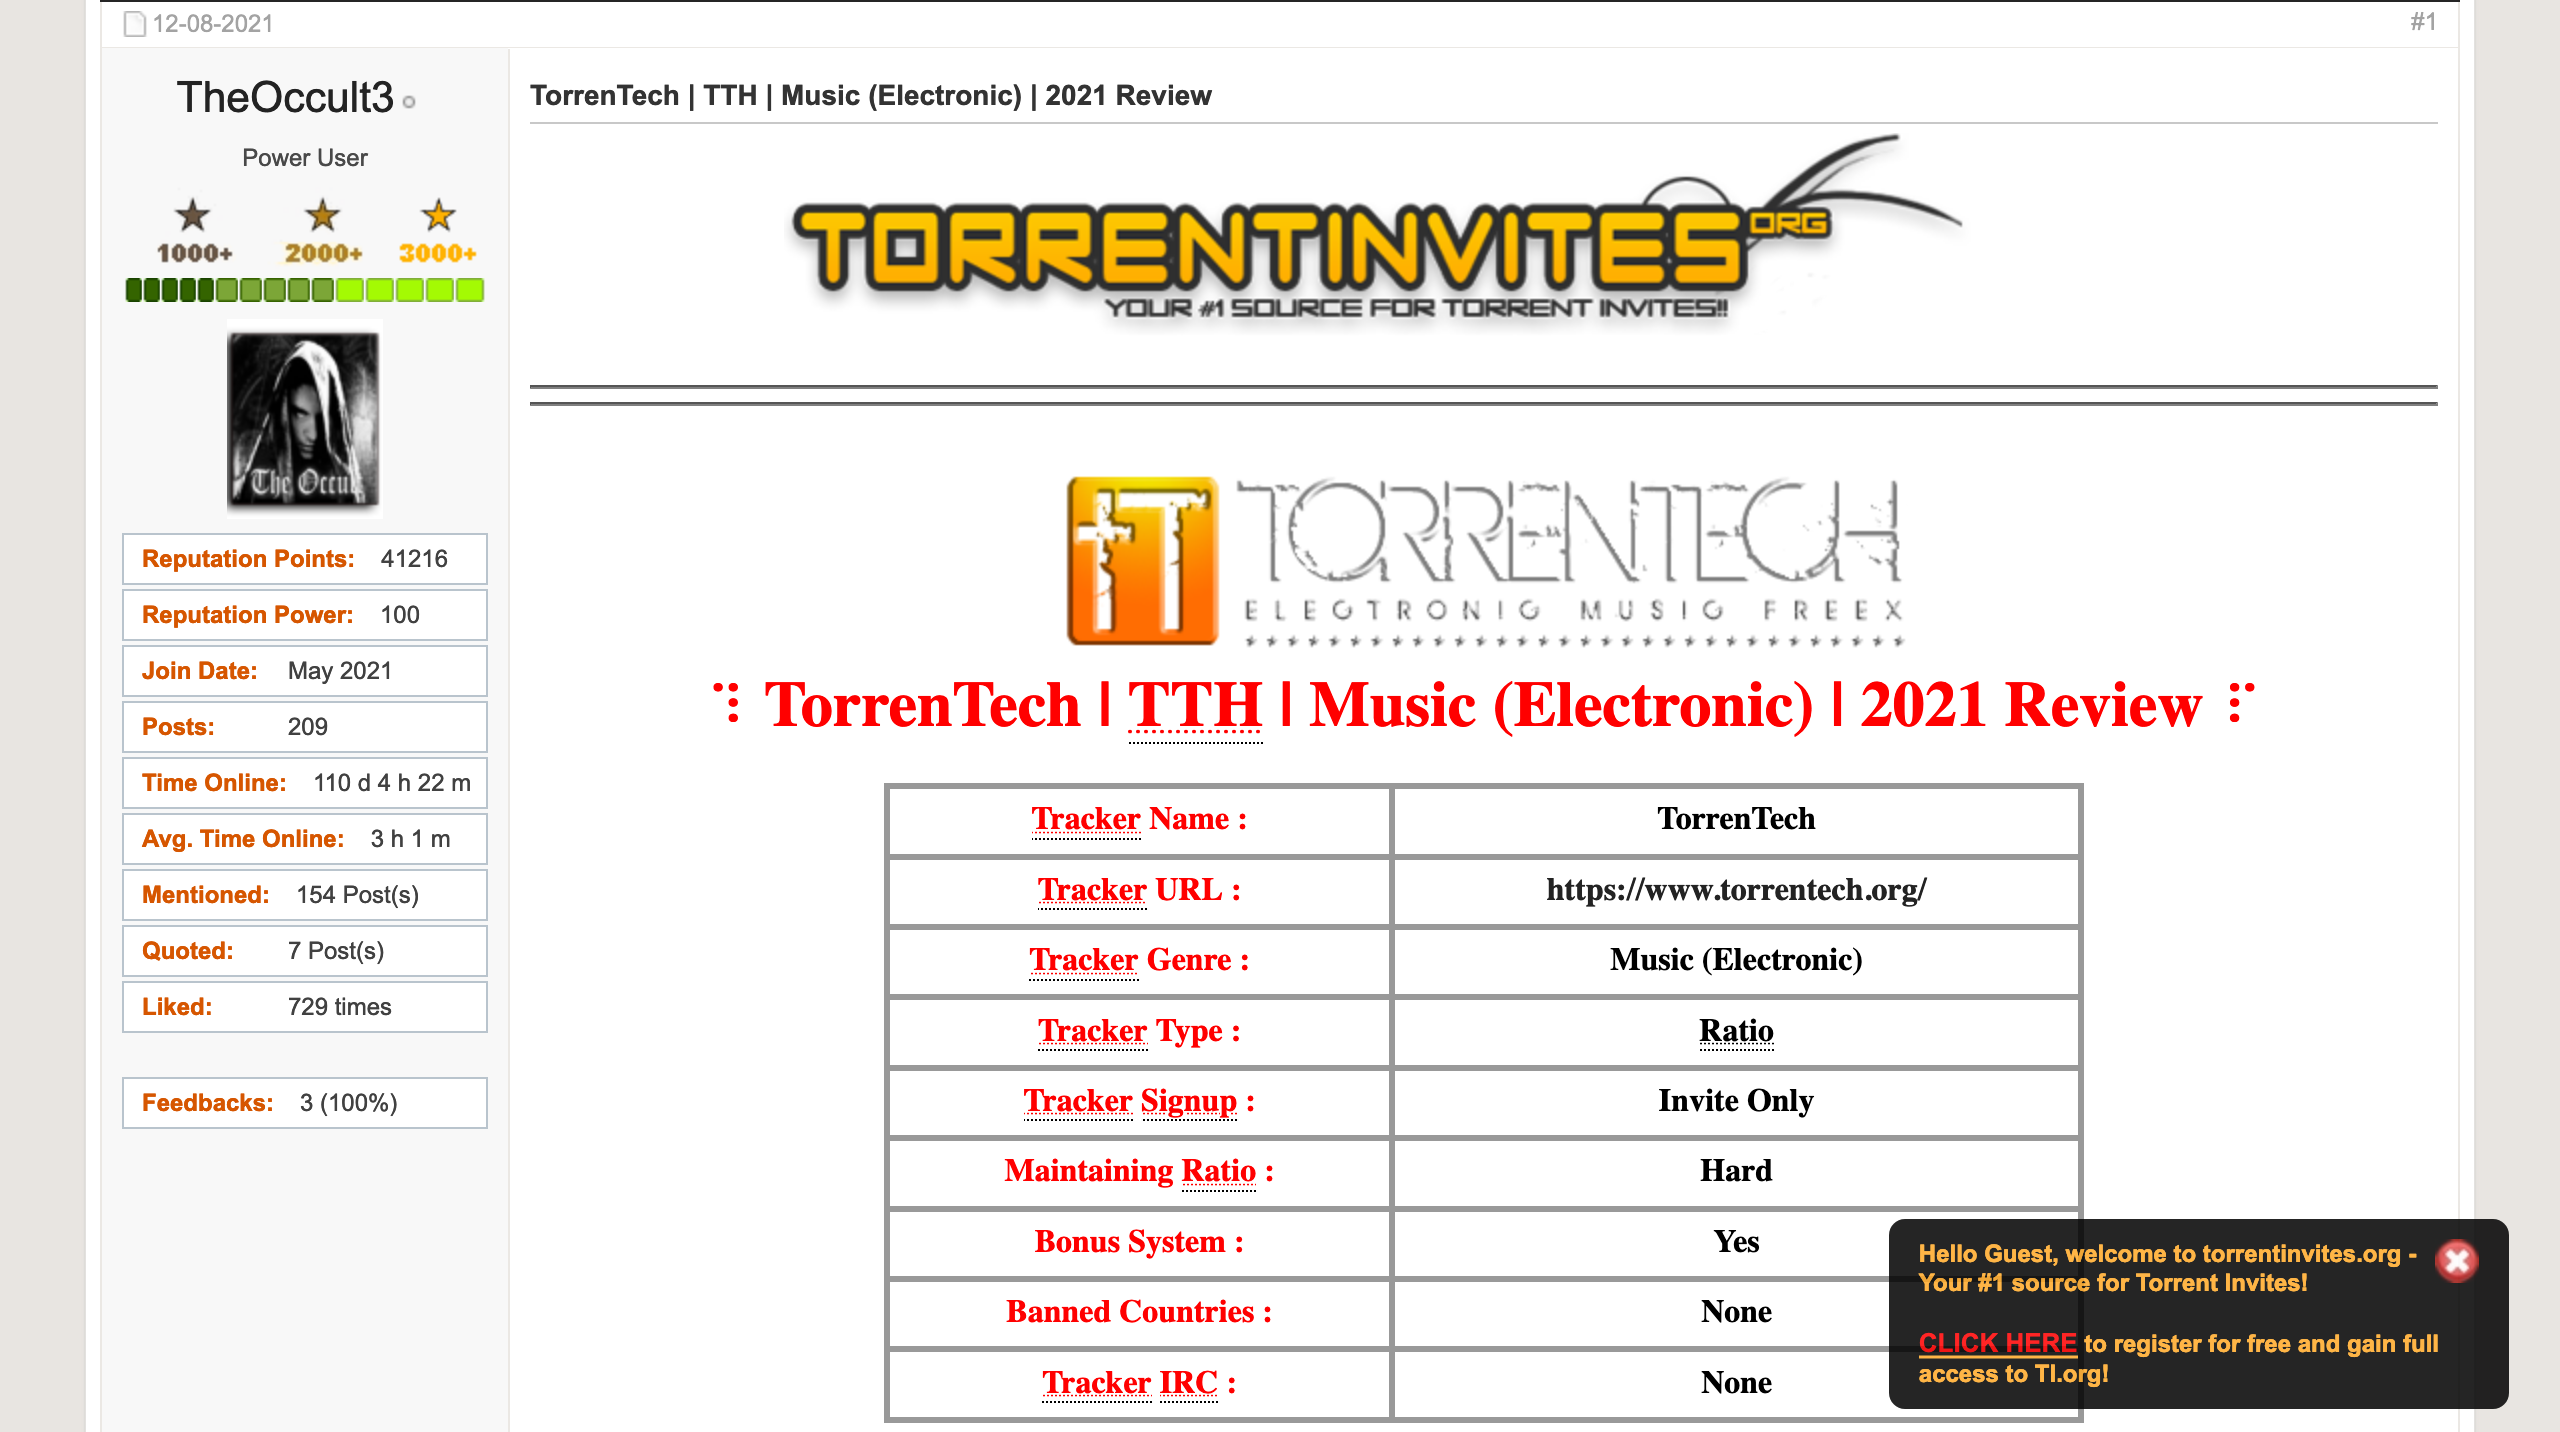 12-08-2021
#1
TheOccult3
Power User
1000+ 2000+ 3000+
The Occult
Reputation Points: 41216
Reputation Power: 100
Join Date: May 2021
Posts: 209
Time Online: 110 d 4 h 22 m
Avg. Time Online: 3 h 1 m
Mentioned: 154 Post(s)
Quoted: 7 Post(s)
Liked: 729 times
Feedbacks: 3 (100%)
TorrenTech | TTH | Music (Electronic) | 2021 Review
TORRENTINVITES ORG
YOUR #1 SOURCE FOR TORRENT INVITES!!
TT TORRENTECH
ELECTRONIC MUSIC FREEX
TorrenTech | TTH | Music (Electronic) | 2021 Review
Tracker Name : TorrenTech
Tracker URL : https://www.torrentech.org/
Tracker Genre : Music (Electronic)
Tracker Type : Ratio
Tracker Signup : Invite Only
Maintaining Ratio : Hard
Bonus System : Yes
Banned Countries : None
Tracker IRC : None
Hello Guest, welcome to torrentinvites.org -
Your #1 source for Torrent Invites!
CLICK HERE to register for free and gain full
access to TI.org!